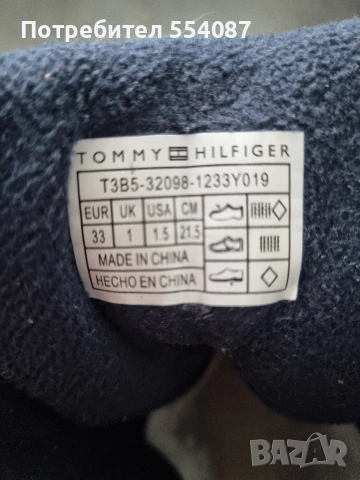 Потребител 554087
TOMMY HILFIGER
T3B5-32098-1233Y019
EUR UK USA CM
33 1 1.5 21.5
MADE IN CHINA
HECHO EN CHINA
BAZAR